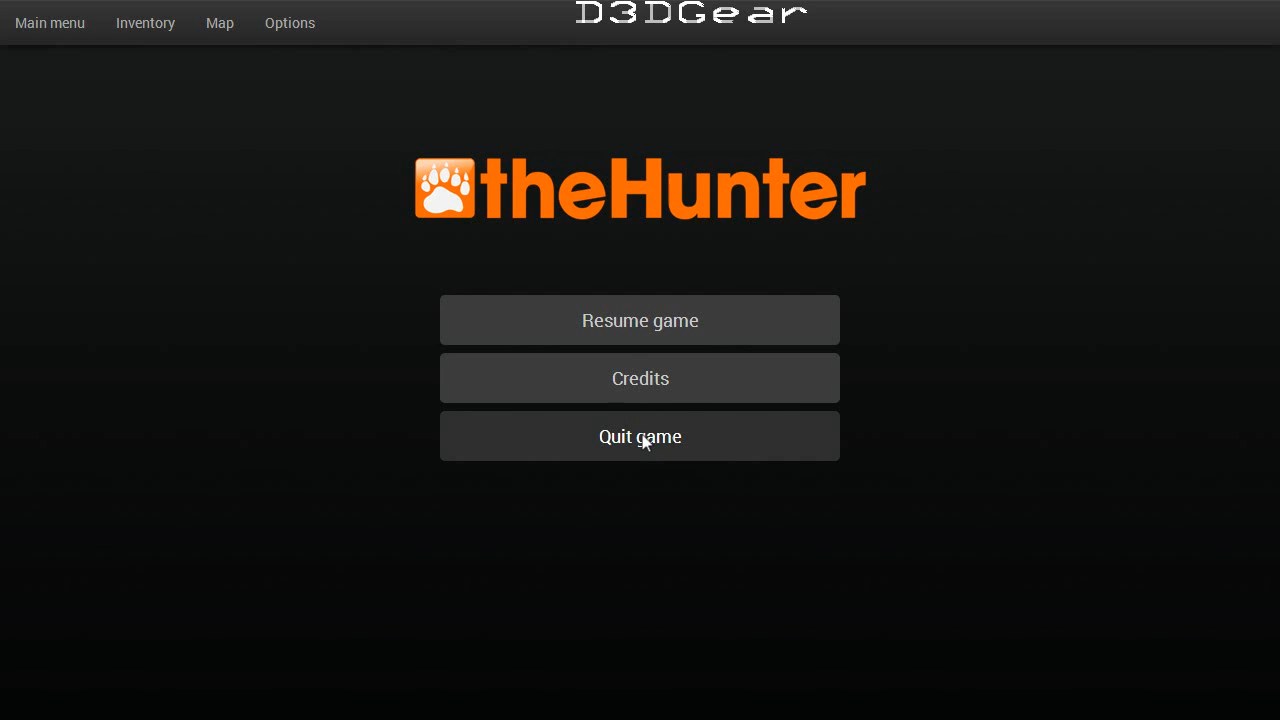 Main menu Inventory Map Options D3DGear
theHunter
Resume game
Credits
Quit game